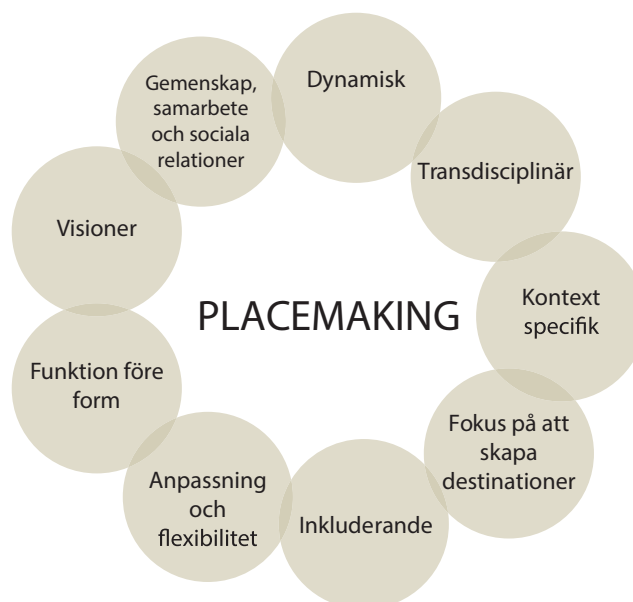 Dynamisk
Gemenskap,
samarbete
och sociala
relationer
Transdisciplinär
Visioner
Kontext
specifik
PLACEMAKING
Funktion före
form
Fokus på att
skapa
destinationer
Anpassning
och
flexibilitet
Inkluderande